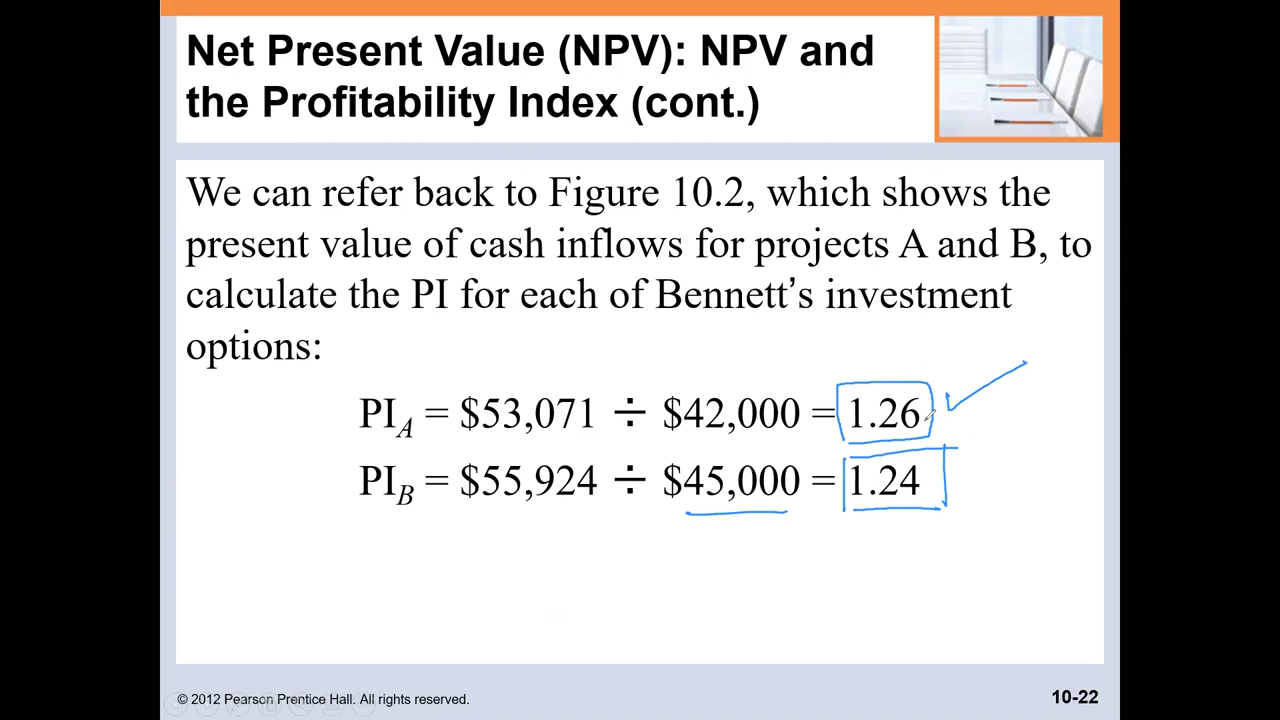 Net Present Value (NPV): NPV and
the Profitability Index (cont.)
We can refer back to Figure 10.2, which shows the
present value of cash inflows for projects A and B, to
calculate the PI for each of Bennett’s investment
options:
PIA = $53,071 ÷ $42,000 = 1.26
PIB = $55,924 ÷ $45,000 = 1.24
© 2012 Pearson Prentice Hall. All rights reserved.
10-22